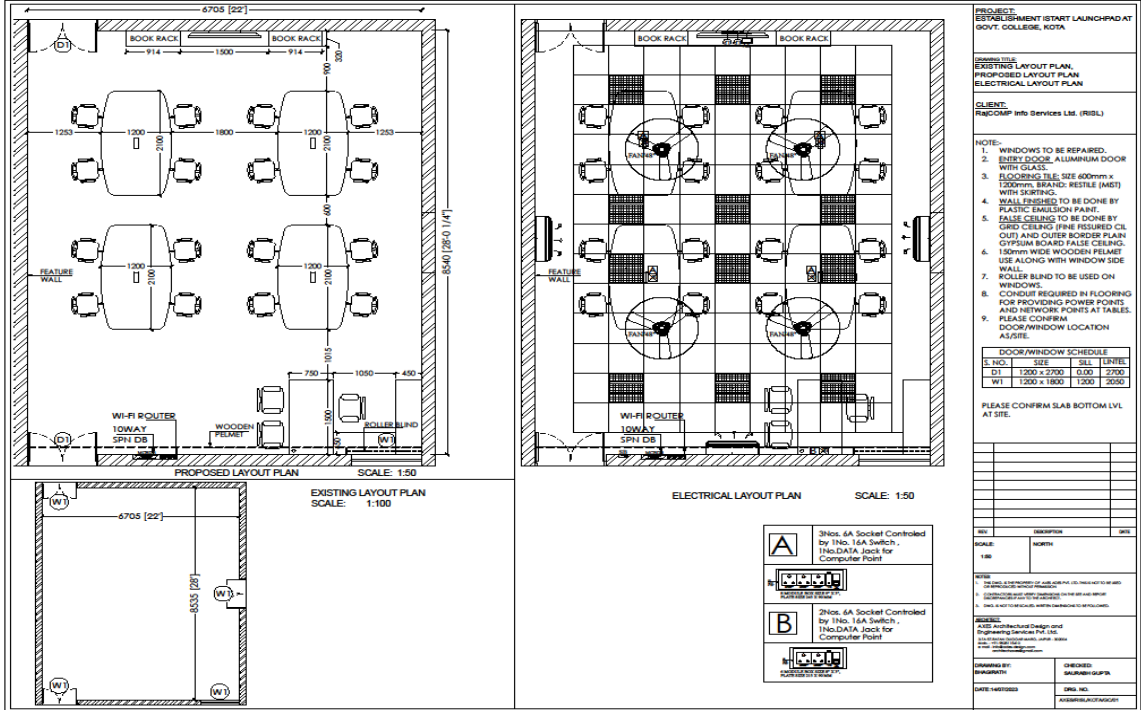 6705 [22']
D1
BOOK RACK
BOOK RACK
914
1500
914
320
900
1253
1200
1800
1200
1253
2100
2100
600
8540 [28'-0 1/4"]
1200
1200
2100
2100
FEATURE
WALL
1015
750
1050
450
1500
WI-FI ROUTER
10WAY
SPN DB
WOODEN
PELMET
ROLLER BLIND
D1
W1
PROPOSED LAYOUT PLAN
SCALE: 1:50
BOOK RACK
BOOK RACK
A
A
FAN/48"
FAN/48"
FEATURE
WALL
A
A
FAN/48"
FAN/48"
WI-FI ROUTER
10WAY
SPN DB
ELECTRICAL LAYOUT PLAN
SCALE: 1:50
EXISTING LAYOUT PLAN
SCALE: 1:100
W1
6705 [22']
8535 [28']
W1
W1
W1
A
3Nos. 6A Socket Controled
by 1No. 16A Switch ,
1No.DATA Jack for
Computer Point
B
2Nos. 6A Socket Controled
by 1No. 16A Switch ,
1No.DATA Jack for
Computer Point
PROJECT:
ESTABLISHMENT ISTART LAUNCHPAD AT
GOVT. COLLEGE, KOTA
DRAWING TITLE:
EXISTING LAYOUT PLAN,
PROPOSED LAYOUT PLAN
ELECTRICAL LAYOUT PLAN
CLIENT:
RajCOMP Info Services Ltd. (RISL)
NOTE:-
1. WINDOWS TO BE REPAIRED.
2. ENTRY DOOR ALUMINUM DOOR
WITH GLASS.
3. FLOORING TILE: SIZE 600mm x
1200mm, BRAND: RESTILE (MIST)
WITH SKIRTING.
4. WALL FINISHED TO BE DONE BY
PLASTIC EMULSION PAINT.
5. FALSE CEILING TO BE DONE BY
GRID CEILING (FINE FISSURED CIL
OUT) AND OUTER BORDER PLAIN
GYPSUM BOARD FALSE CEILING.
6. 150mm WIDE WOODEN PELMET
USE ALONG WITH WINDOW SIDE
WALL.
7. ROLLER BLIND TO BE USED ON
WINDOWS.
8. CONDUIT REQUIRED IN FLOORING
FOR PROVIDING POWER POINTS
AND NETWORK POINTS AT TABLES.
9. PLEASE CONFIRM
DOOR/WINDOW LOCATION
AS/SITE.
DOOR/WINDOW SCHEDULE
S. NO. SIZE SILL LINTEL
D1 1200 x 2700 0.00 2700
W1 1200 x 1800 1200 2050
PLEASE CONFIRM SLAB BOTTOM LVL
AT SITE.
REV DESCRIPTION DATE
SCALE:
1:50
NORTH
NOTES
ARCHITECT:
AXES Architectural Design and
Engineering Services Pvt. Ltd.
DRAWING BY:
BHAGIRATH
CHECKED:
SAURABH GUPTA
DATE:14/07/2023
DRG. NO.